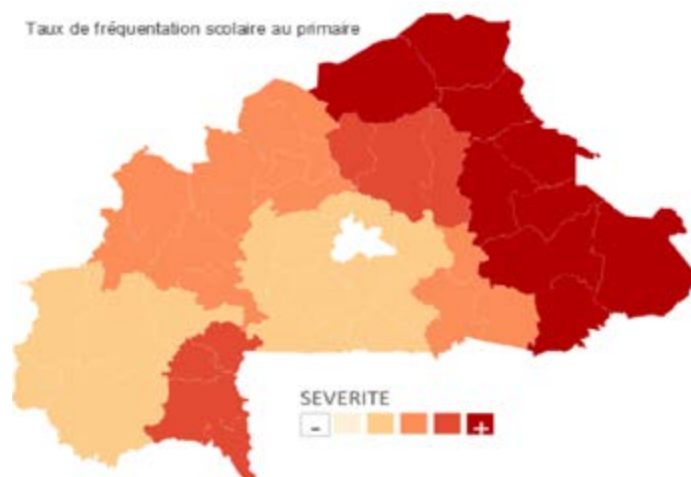 Taux de fréquentation scolaire au primaire
SEVERITE
- +